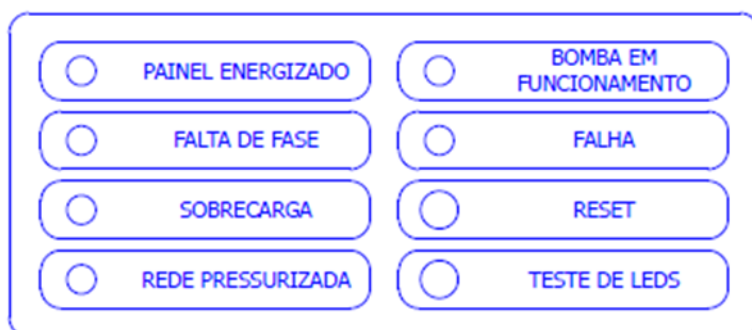 PAINEL ENERGIZADO
BOMBA EM
FUNCIONAMENTO
FALTA DE FASE
FALHA
SOBRECARGA
RESET
REDE PRESSURIZADA
TESTE DE LEDS